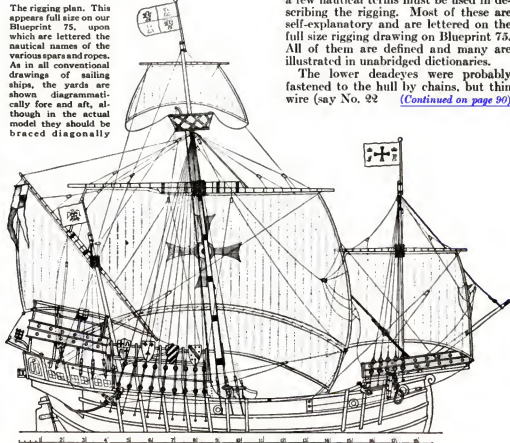 The rigging plan. This
appears full size on our
Blueprint 75, upon
which are lettered the
nautical names of the
various spars and ropes.
As in all conventional
drawings of sailing
ships, the yards are
shown diagrammati-
cally fore and aft, al-
though in the actual
model they should be
braced diagonally
a few nautical terms must be used in de-
scribing the rigging. Most of these are
self-explanatory and are lettered on the
full size rigging drawing on Blueprint 75.
All of them are defined and many are
illustrated in unabridged dictionaries.
The lower deadeyes were probably
fastened to the hull by chains, but thin
wire (say No. 22 (Continued on page 90)